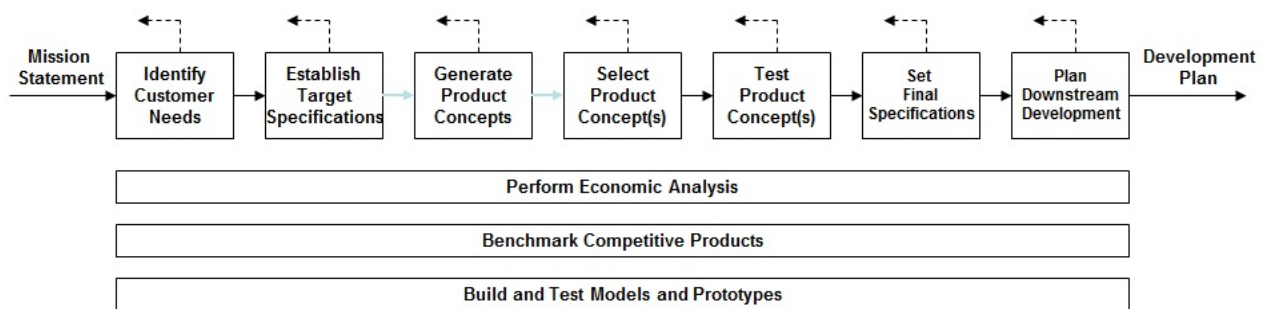 Mission
Statement
Identify
Customer
Needs
Establish
Target
Specifications
Generate
Product
Concepts
Select
Product
Concept(s)
Test
Product
Concept(s)
Set
Final
Specifications
Plan
Downstream
Development
Development
Plan
Perform Economic Analysis
Benchmark Competitive Products
Build and Test Models and Prototypes